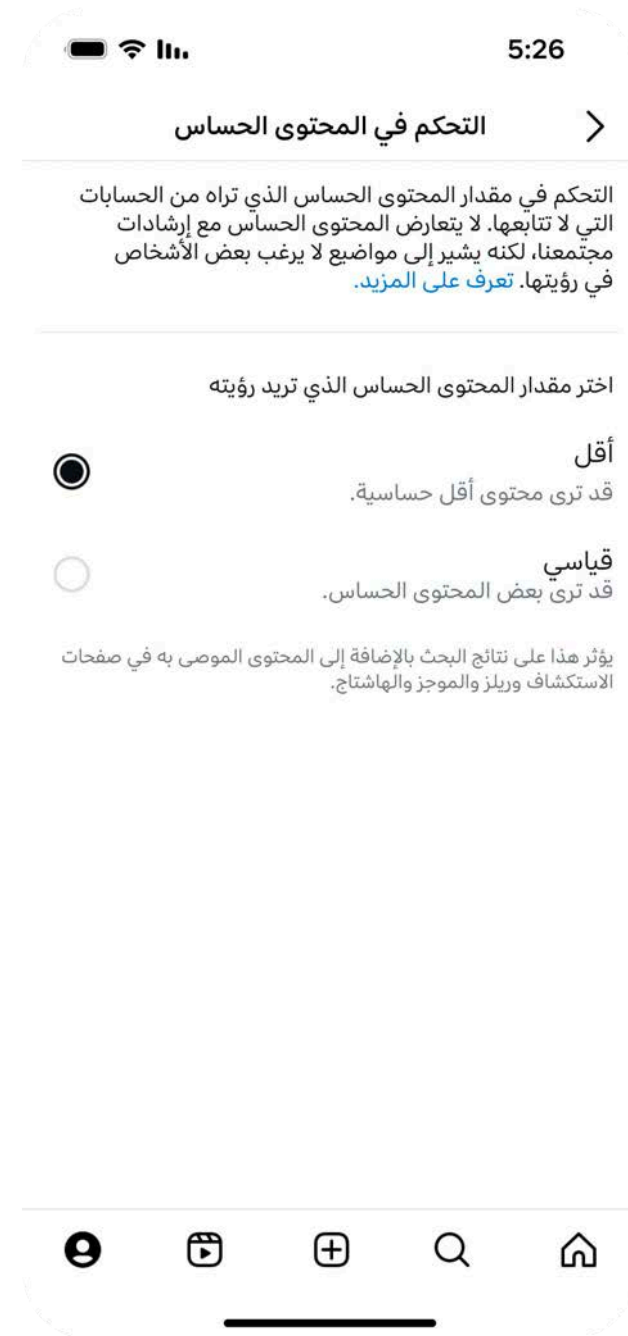 5:26
التحكم في المحتوى الحساس
التحكم في مقدار المحتوى الحساس الذي تراه من الحسابات
التي لا تتابعها. لا يتعارض المحتوى الحساس مع إرشادات
مجتمعنا، لكنه يشير إلى مواضيع لا يرغب بعض الأشخاص
في رؤيتها. تعرف على المزيد.
اختر مقدار المحتوى الحساس الذي تريد رؤيته
أقل
قد ترى محتوى أقل حساسية.
قياسي
قد ترى بعض المحتوى الحساس.
يؤثر هذا على نتائج البحث بالإضافة إلى المحتوى الموصى به في صفحات
الاستكشاف وريلز والموجز والهاشتاج.